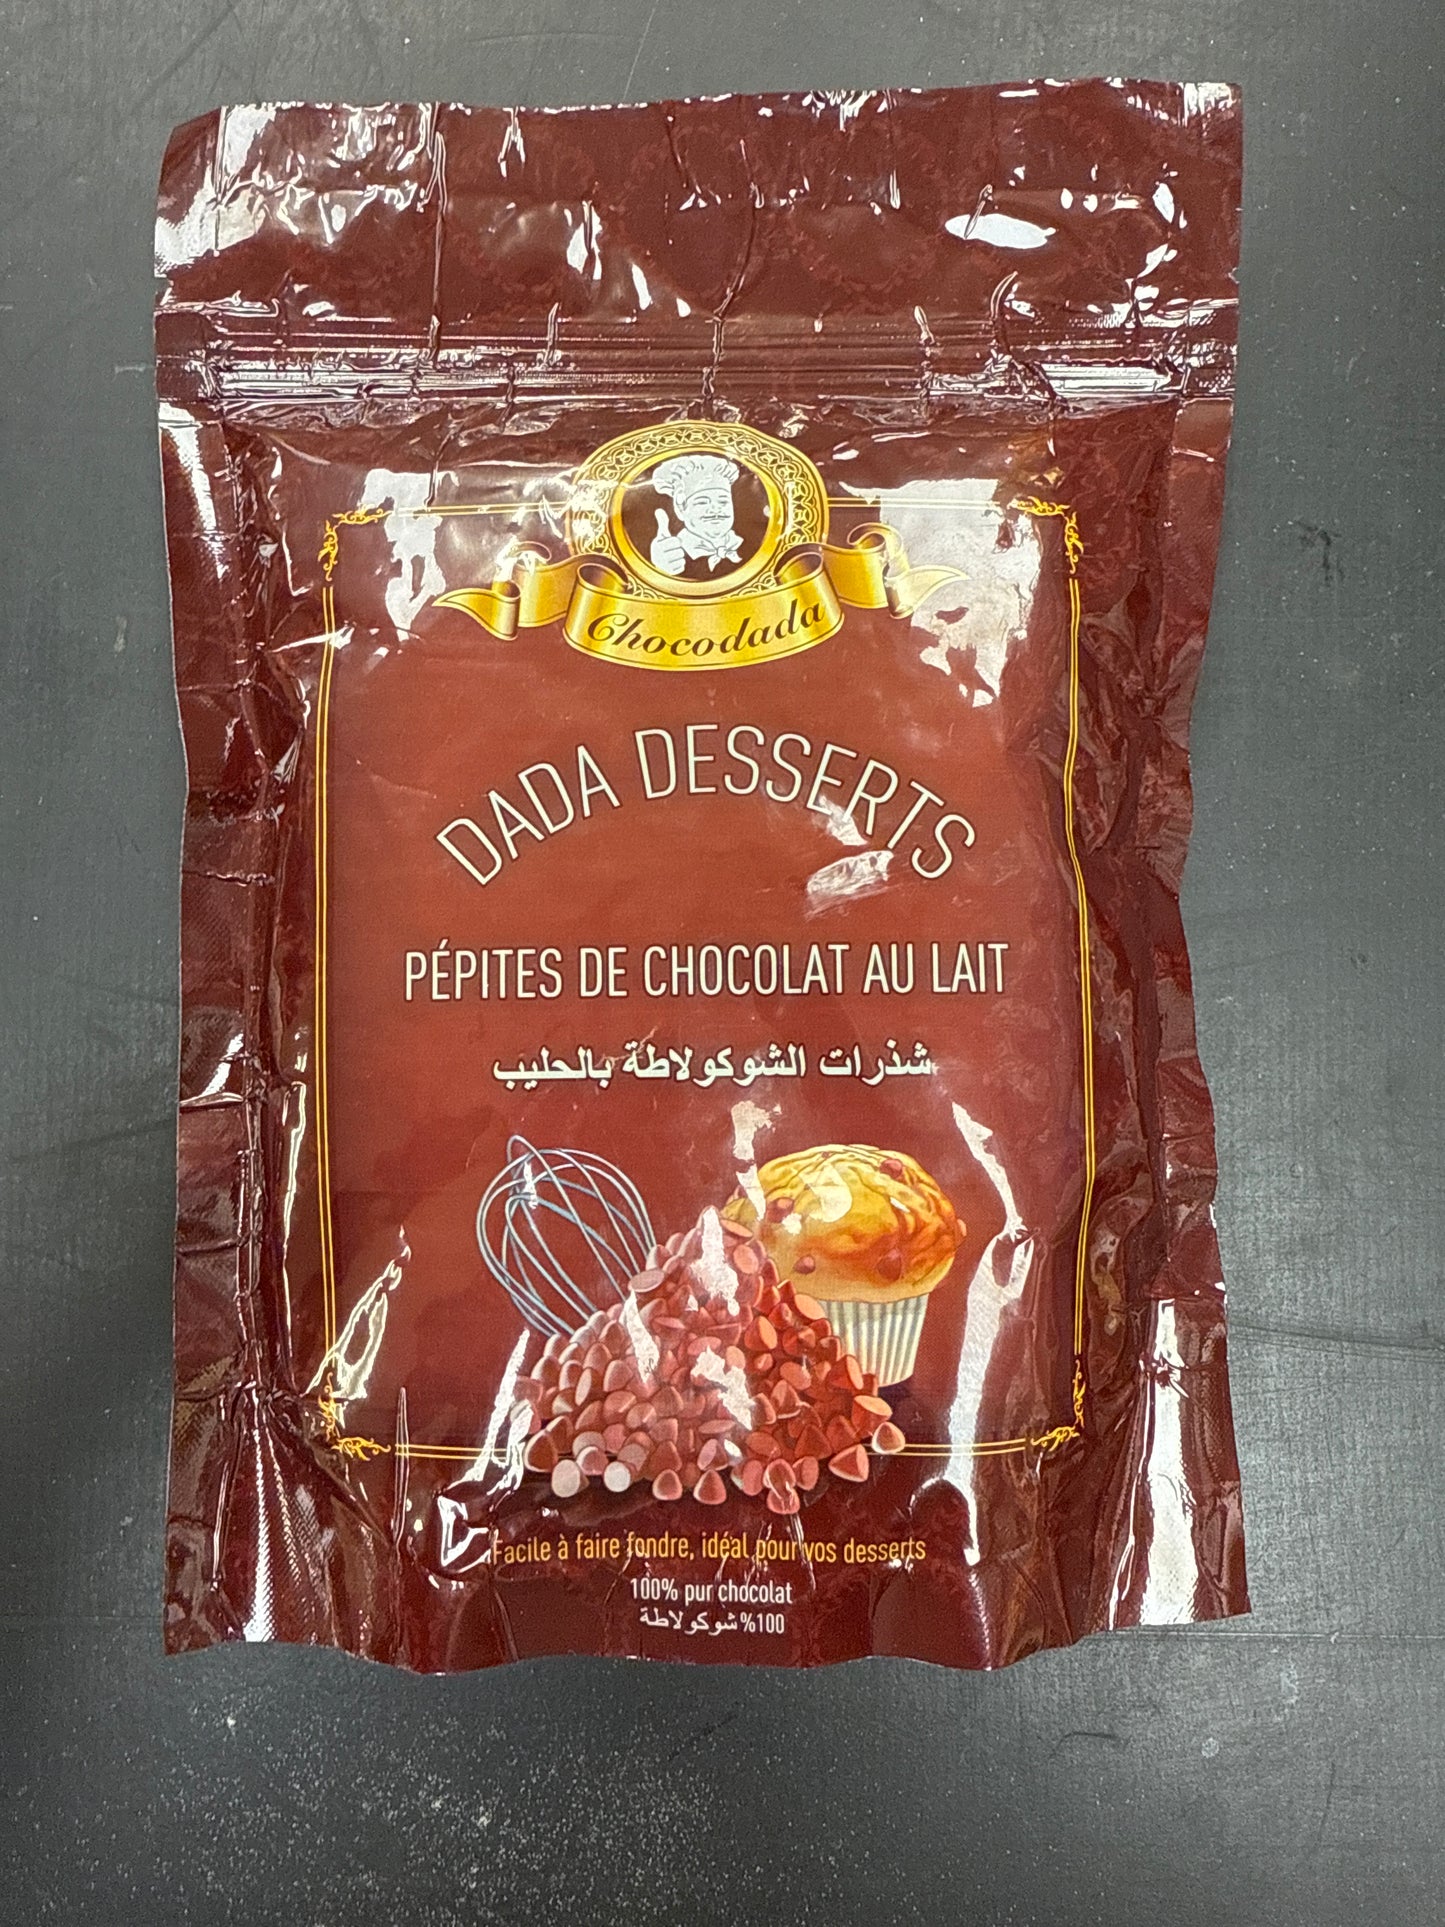 Chocodada
DADA DESSERTS
PÉPITES DE CHOCOLAT AU LAIT
شذرات الشوكولاطة بالحليب
Facile à faire fondre, idéal pour vos desserts
100% pur chocolat
100% شوكولاطة